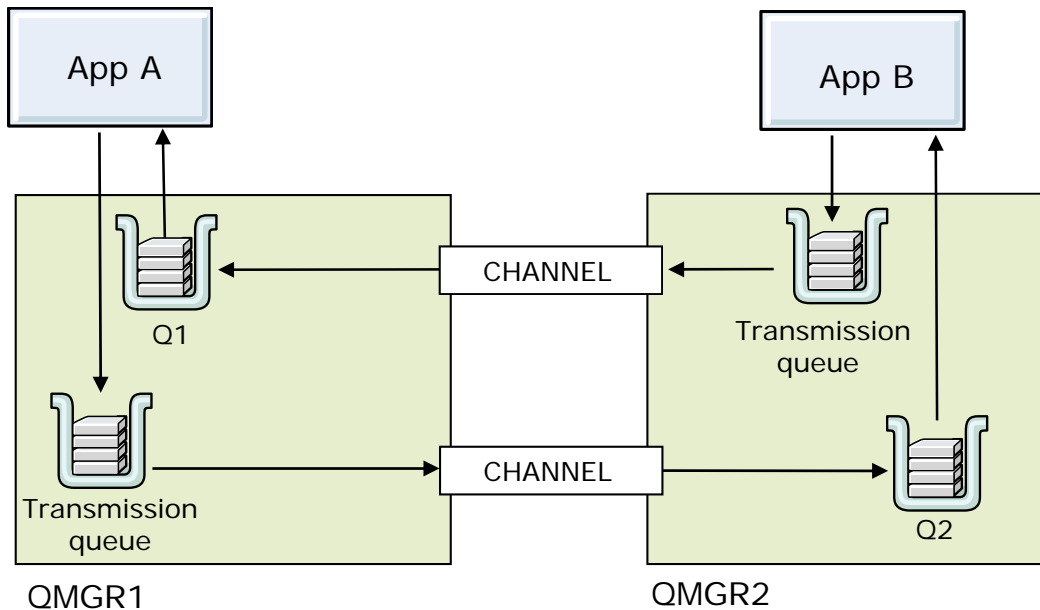 App A
App B
CHANNEL
Q1
Transmission
queue
CHANNEL
Transmission
queue
Q2
QMGR1
QMGR2